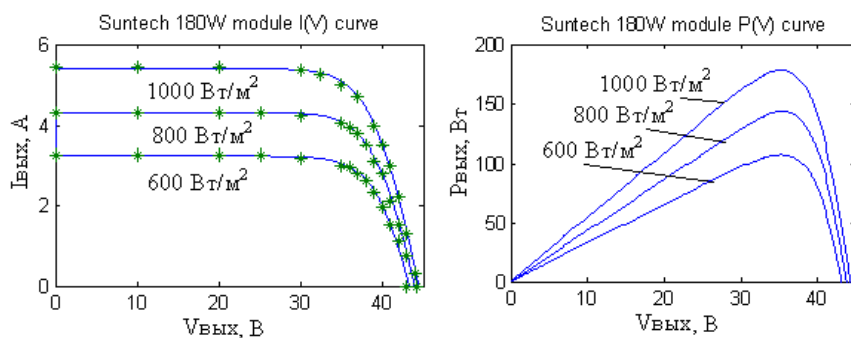 Suntech 180W module I(V) curve
6
4
2
0
Iвых, А
1000 Вт/м²
800 Вт/м²
600 Вт/м²
0 10 20 30 40
Vвых, В
Suntech 180W module P(V) curve
200
150
100
50
0
Pвых, Вт
1000 Вт/м²
800 Вт/м²
600 Вт/м²
0 10 20 30 40
Vвых, В